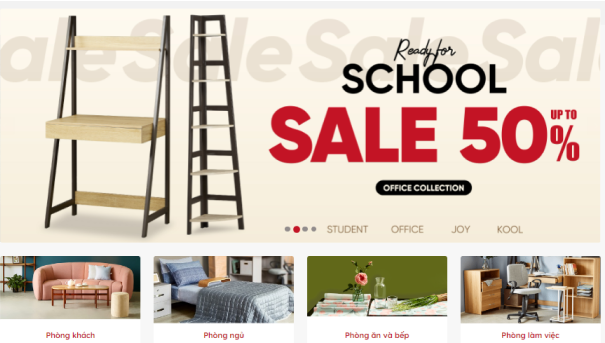 ale Sale Sale Sal
Ready for
SCHOOL
SALE 50%
UP TO
OFFICE COLLECTION
STUDENT OFFICE JOY KOOL
Phòng khách Phòng ngủ Phòng ăn và bếp Phòng làm việc